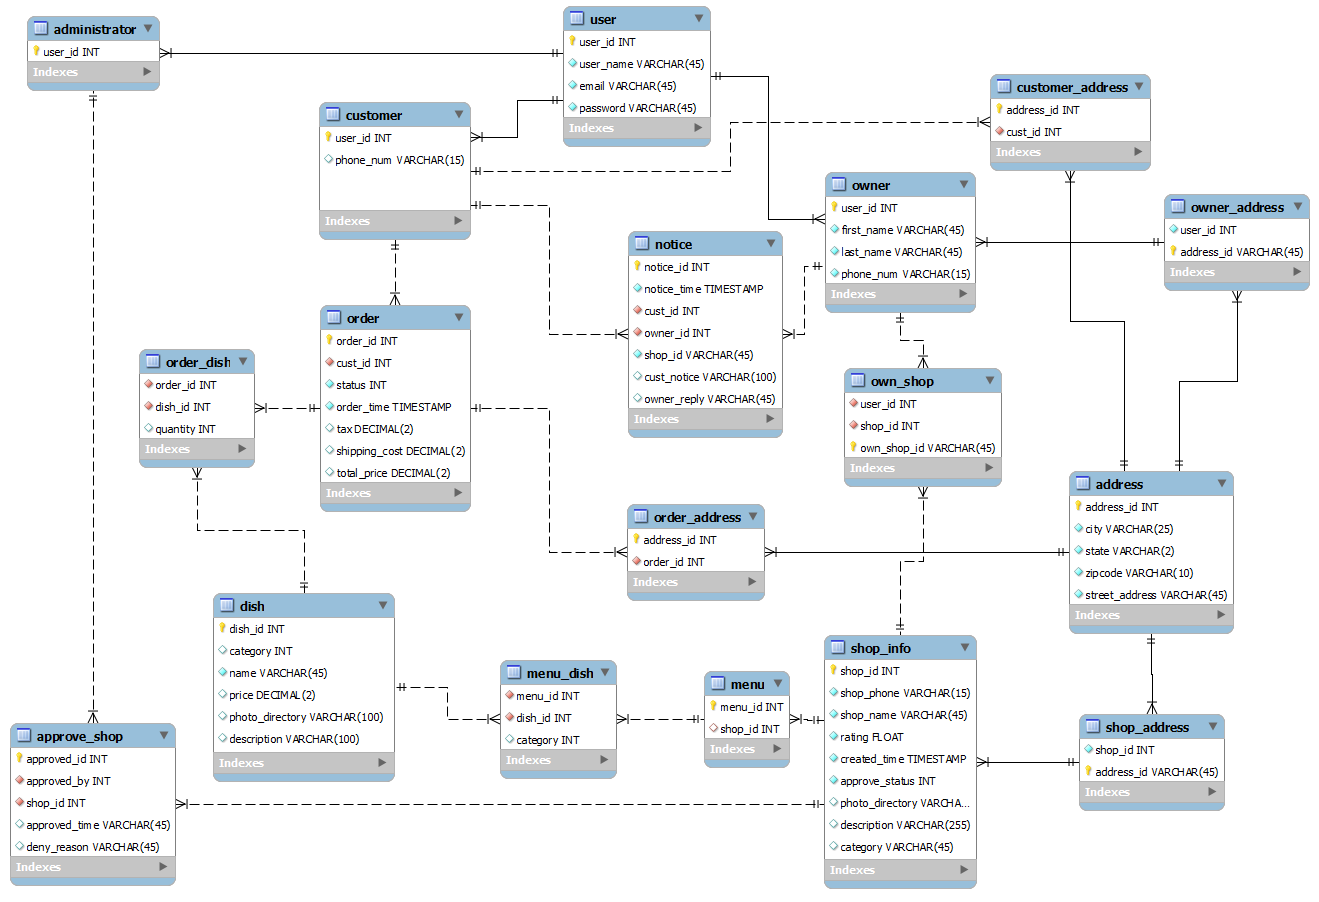 administrator
user_id INT
Indexes
user
user_id INT
user_name VARCHAR(45)
email VARCHAR(45)
password VARCHAR(45)
Indexes
customer
user_id INT
phone_num VARCHAR(15)
Indexes
customer_address
address_id INT
cust_id INT
Indexes
owner
user_id INT
first_name VARCHAR(45)
last_name VARCHAR(45)
phone_num VARCHAR(15)
Indexes
owner_address
user_id INT
address_id VARCHAR(45)
Indexes
notice
notice_id INT
notice_time TIMESTAMP
cust_id INT
owner_id INT
shop_id VARCHAR(45)
cust_notice VARCHAR(100)
owner_reply VARCHAR(45)
Indexes
order
order_id INT
cust_id INT
status INT
order_time TIMESTAMP
tax DECIMAL(2)
shipping_cost DECIMAL(2)
total_price DECIMAL(2)
Indexes
order_dish
order_id INT
dish_id INT
quantity INT
Indexes
own_shop
user_id INT
shop_id INT
own_shop_id VARCHAR(45)
Indexes
address
address_id INT
city VARCHAR(25)
state VARCHAR(2)
zipcode VARCHAR(10)
street_address VARCHAR(45)
Indexes
order_address
address_id INT
order_id INT
Indexes
dish
dish_id INT
category INT
name VARCHAR(45)
price DECIMAL(2)
photo_directory VARCHAR(100)
description VARCHAR(100)
Indexes
menu_dish
menu_id INT
dish_id INT
category INT
Indexes
menu
menu_id INT
shop_id INT
Indexes
shop_info
shop_id INT
shop_phone VARCHAR(15)
shop_name VARCHAR(45)
rating FLOAT
created_time TIMESTAMP
approve_status INT
photo_directory VARCHA...
description VARCHAR(255)
category VARCHAR(45)
Indexes
shop_address
shop_id INT
address_id VARCHAR(45)
Indexes
approve_shop
approved_id INT
approved_by INT
shop_id INT
approved_time VARCHAR(45)
deny_reason VARCHAR(45)
Indexes